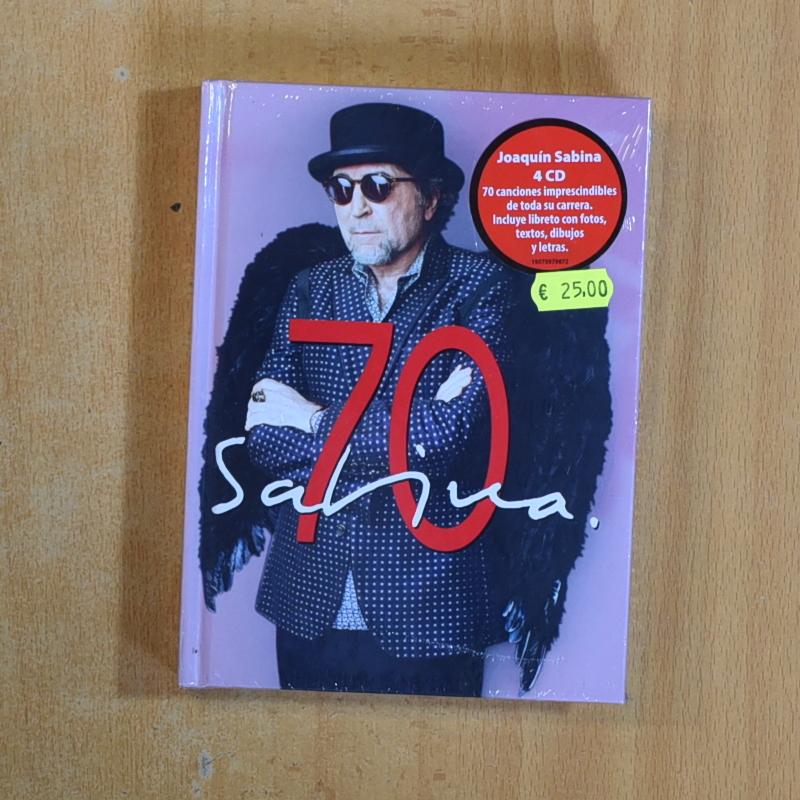 Joaquín Sabina
4 CD
70 canciones imprescindibles
de toda su carrera.
Incluye libreto con fotos,
textos, dibujos
y letras.
€ 25,00
70
Sabina.